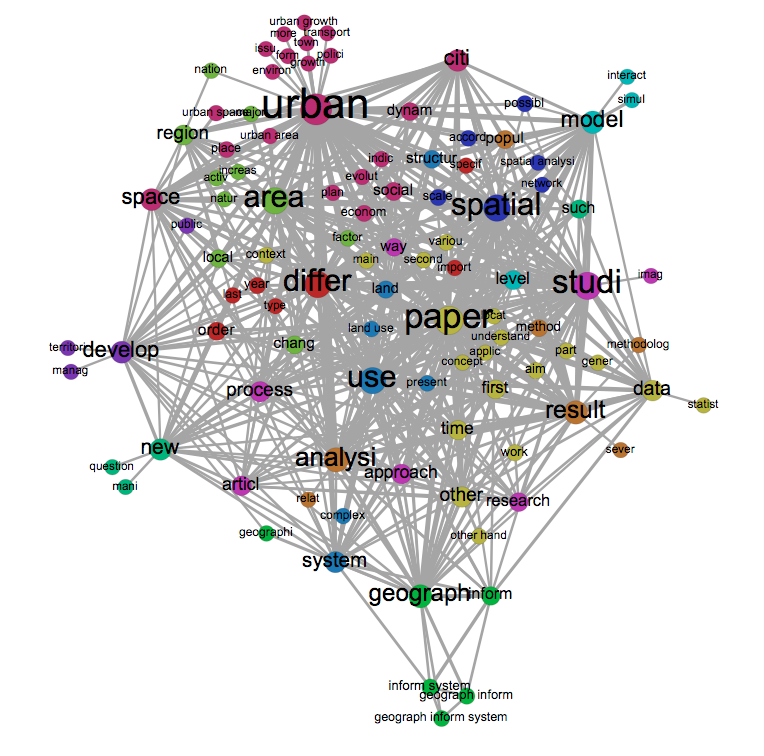 urban growth
more
transport
town
issu
form
polici
growth
environ
nation
citi
interact
simul
urban
possibl
dynam
model
urban space
major
region
urban area
accord
popul
place
indic
structur
specif
spatial analysi
increas
activ
evolut
network
space
natur
area
plan
social
scale
spatial
such
econom
public
factor
way
variou
local
context
main
second
import
level
studi
imag
differ
year
last
type
land
paper
locat
order
land use
method
understand
chang
territori
develop
applic
part
methodolog
manag
concept
gener
process
use
present
aim
first
data
statist
result
time
new
analysi
work
sever
question
approach
mani
articl
relat
other
research
complex
geographi
other hand
system
geograph
inform
inform system
geograph inform
geograph inform system